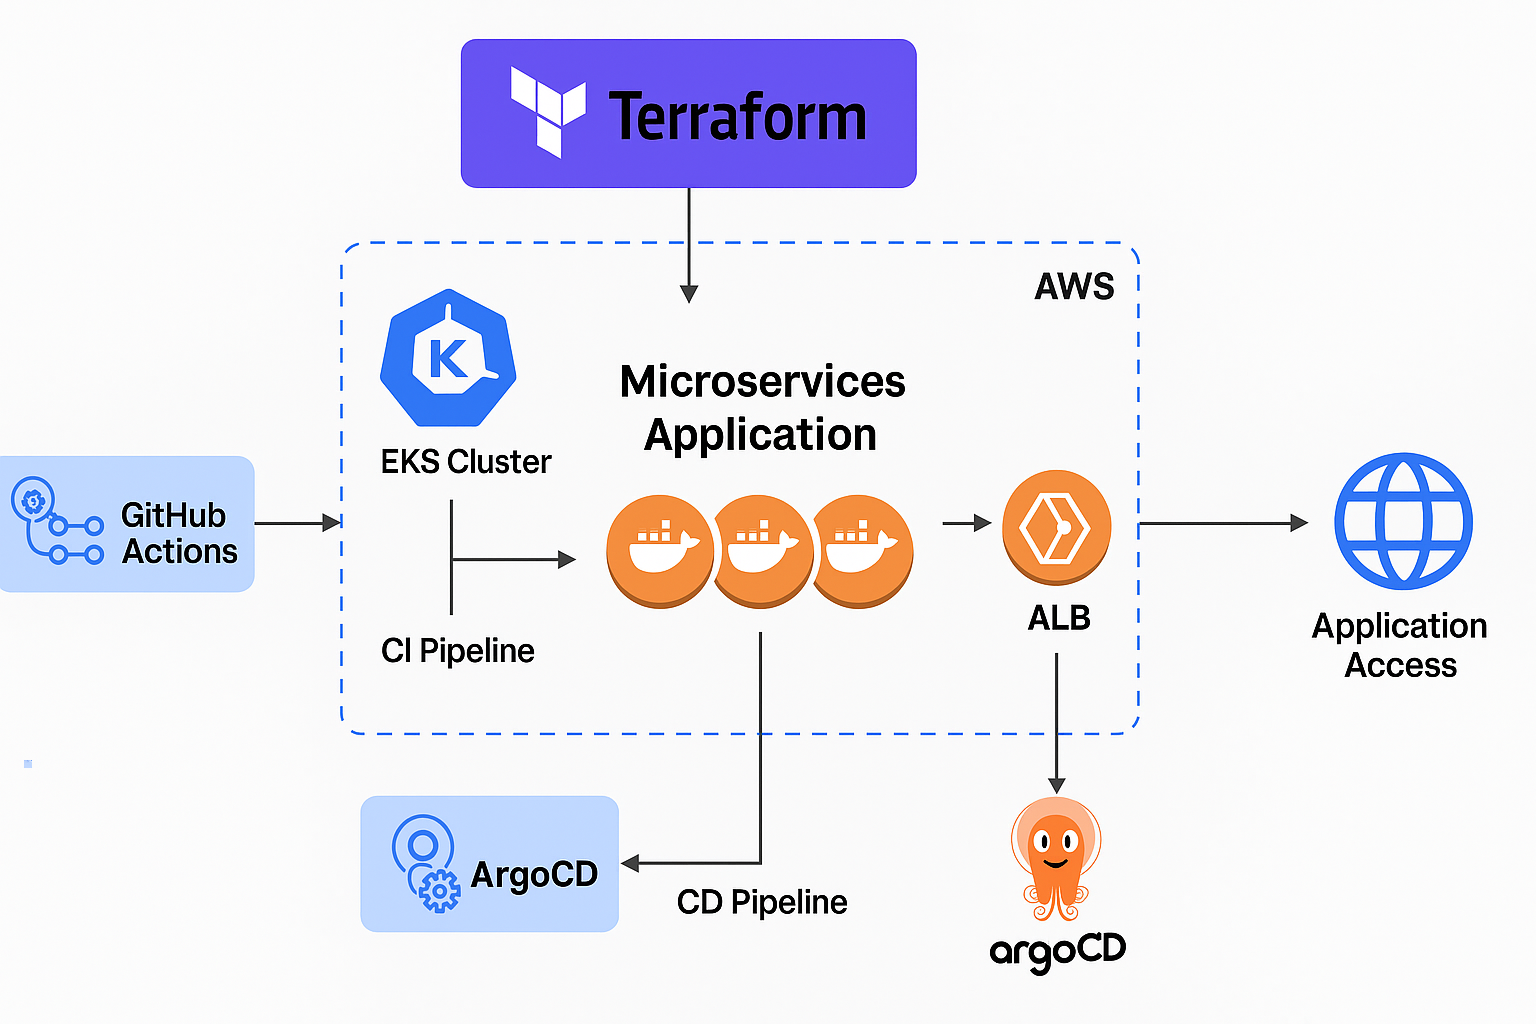 Terraform
AWS
K
EKS Cluster
Microservices
Application
GitHub
Actions
CI Pipeline
ALB
Application
Access
ArgoCD
CD Pipeline
argoCD